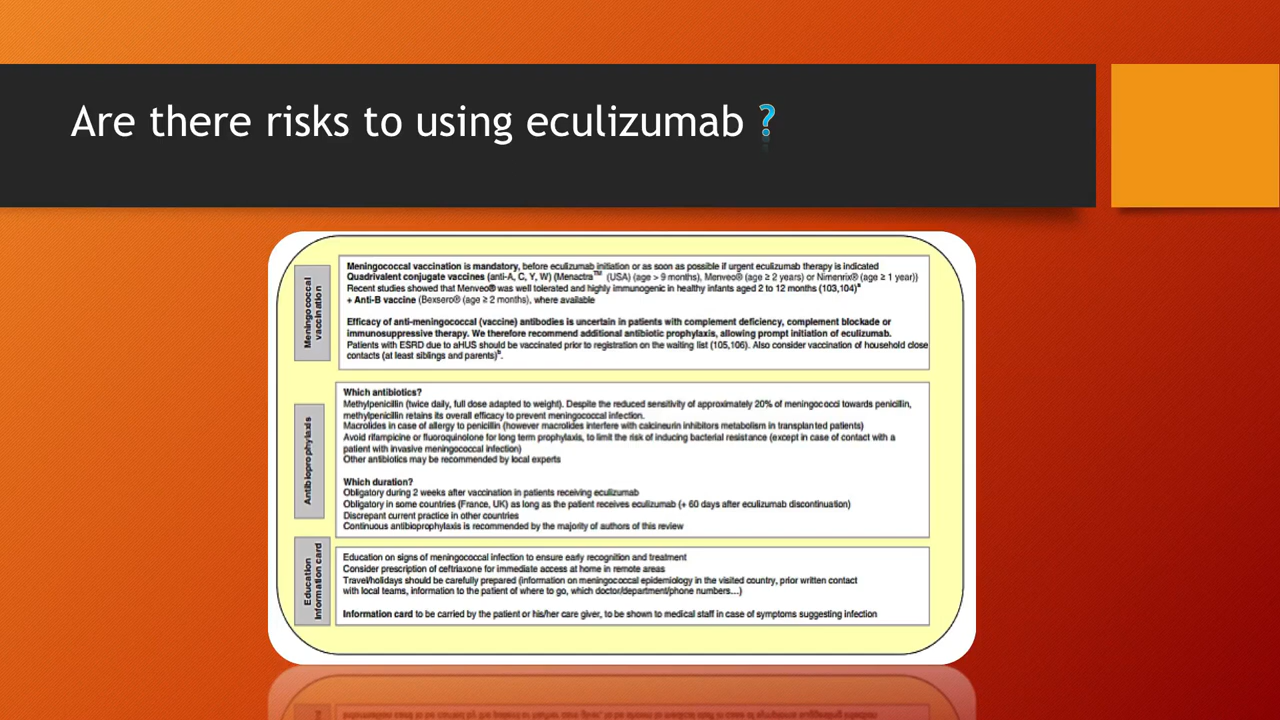 Are there risks to using eculizumab ?
Meningococcal
vaccination
Meningococcal vaccination is mandatory, before eculizumab initiation or as soon as possible if urgent eculizumab therapy is indicated
Quadrivalent conjugate vaccines (anti-A, C, Y, W) (Menactra™ (USA) (age > 9 months), Menveo® (age ≥ 2 years) or Nimenrix® (age ≥ 1 year))
Recent studies showed that Menveo® was well tolerated and highly immunogenic in healthy infants aged 2 to 12 months (103,104)ª
+ Anti-B vaccine (Bexsero® (age ≥ 2 months), where available
Efficacy of anti-meningococcal (vaccine) antibodies is uncertain in patients with complement deficiency, complement blockade or
immunosuppressive therapy. We therefore recommend additional antibiotic prophylaxis, allowing prompt initiation of eculizumab.
Patients with ESRD due to aHUS should be vaccinated prior to registration on the waiting list (105,106). Also consider vaccination of household close
contacts (at least siblings and parents)ᵇ.
Antibioprophylaxis
Which antibiotics?
Methylpenicillin (twice daily, full dose adapted to weight). Despite the reduced sensitivity of approximately 20% of meningococci towards penicillin,
methylpenicillin retains its overall efficacy to prevent meningococcal infection.
Macrolides in case of allergy to penicillin (however macrolides interfere with calcineurin inhibitors metabolism in transplanted patients)
Avoid rifampicine or fluoroquinolone for long term prophylaxis, to limit the risk of inducing bacterial resistance (except in case of contact with a
patient with invasive meningococcal infection)
Other antibiotics may be recommended by local experts
Which duration?
Obligatory during 2 weeks after vaccination in patients receiving eculizumab
Obligatory in some countries (France, UK) as long as the patient receives eculizumab (+ 60 days after eculizumab discontinuation)
Discrepant current practice in other countries
Continuous antibioprophylaxis is recommended by the majority of authors of this review
Education
Information card
Education on signs of meningococcal infection to ensure early recognition and treatment
Consider prescription of ceftriaxone for immediate access at home in remote areas
Travel/holidays should be carefully prepared (information on meningococcal epidemiology in the visited country, prior written contact
with local teams, information to the patient of where to go, which doctor/department/phone numbers...)
Information card to be carried by the patient or his/her care giver, to be shown to medical staff in case of symptoms suggesting infection